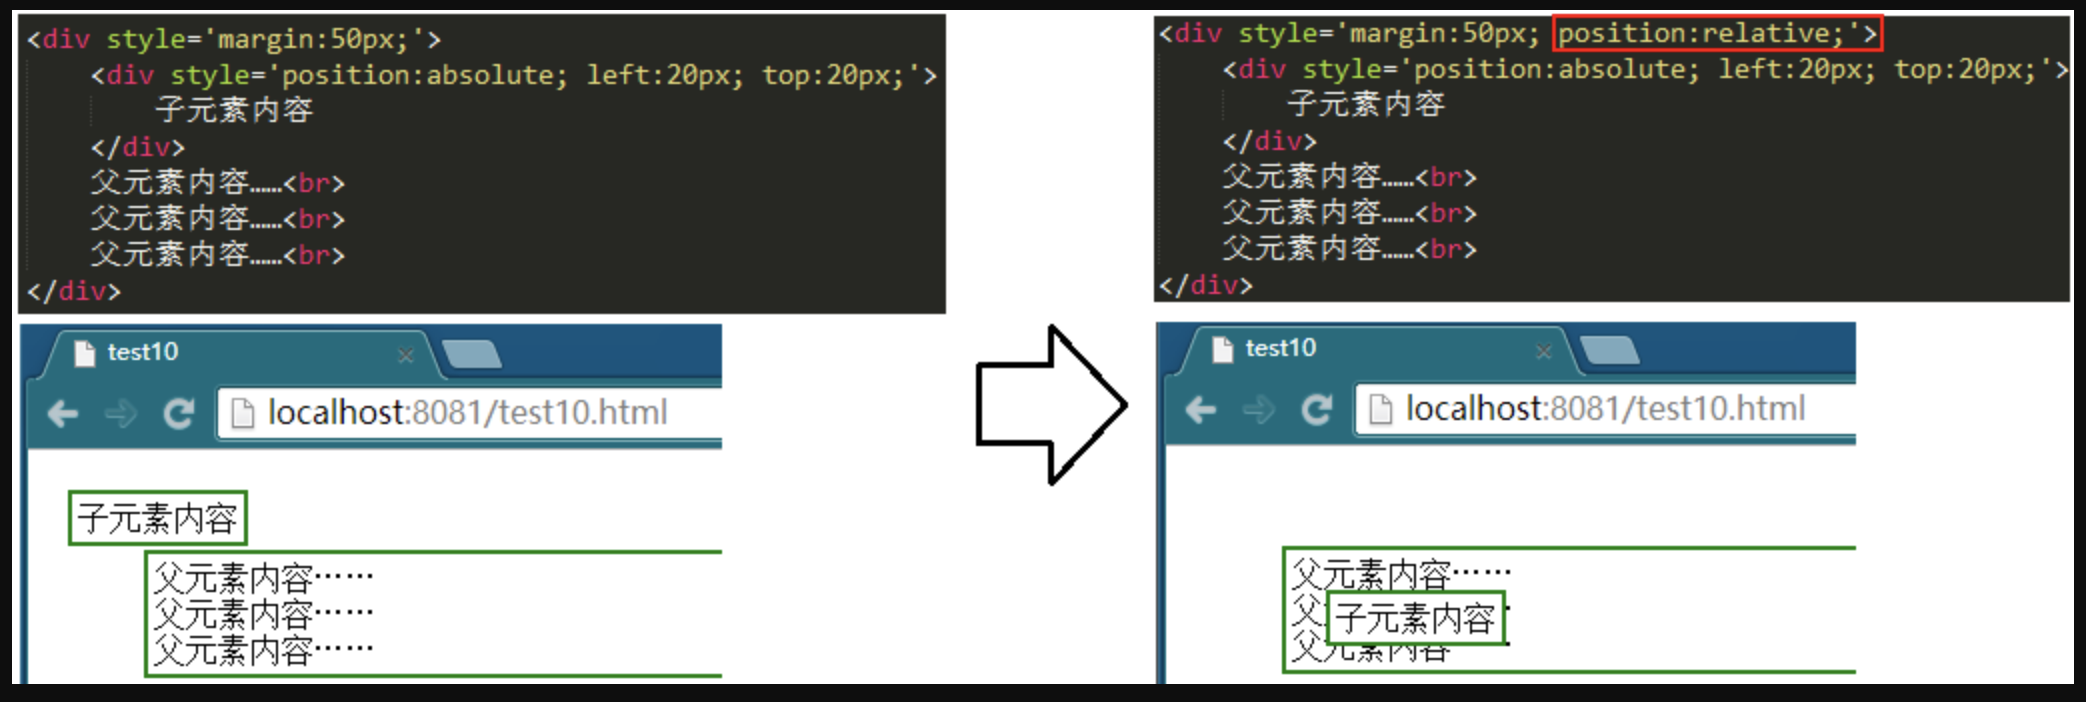 <div style='margin:50px;'>
<div style='position:absolute; left:20px; top:20px;'>
子元素内容
</div>
父元素内容……<br>
父元素内容……<br>
父元素内容……<br>
</div>
test10
localhost:8081/test10.html
子元素内容
父元素内容……
父元素内容……
父元素内容……
<div style='margin:50px; position:relative;'>
<div style='position:absolute; left:20px; top:20px;'>
子元素内容
</div>
父元素内容……<br>
父元素内容……<br>
父元素内容……<br>
</div>
test10
localhost:8081/test10.html
父元素内容……
父
子元素内容
父元素内容